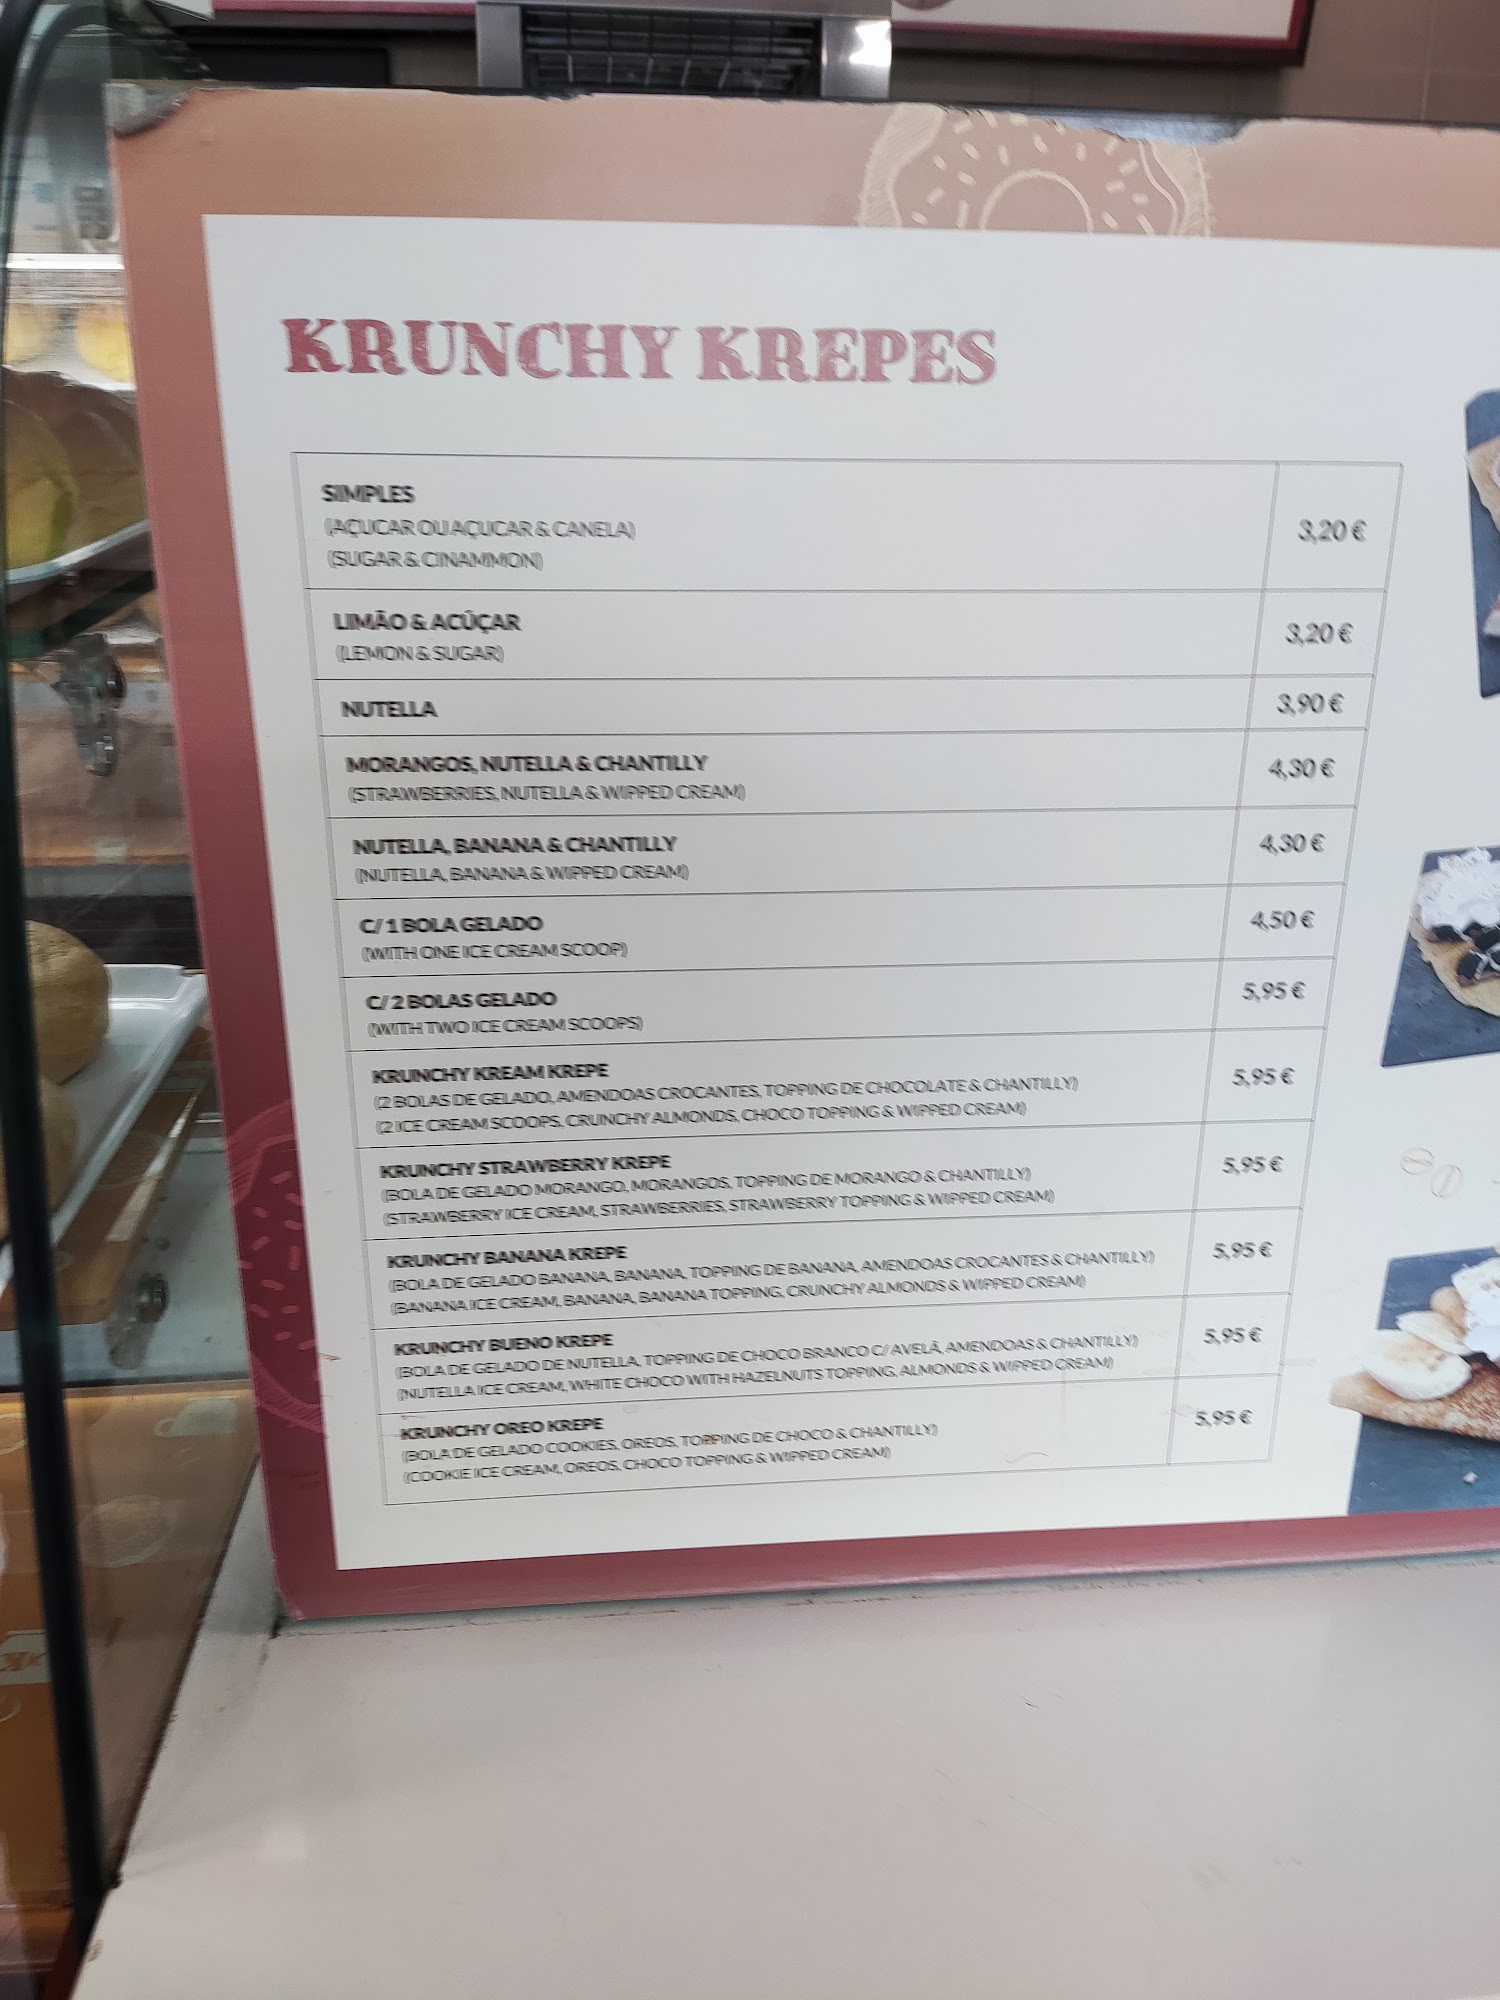 KRUNCHY KREPES
SIMPLES
(AÇUCAR OU AÇUCAR & CANELA)
(SUGAR & CINAMMON)
3,20 €
LIMÃO & ACÚÇAR
(LEMON & SUGAR)
3,20 €
NUTELLA
3,90 €
MORANGOS, NUTELLA & CHANTILLY
(STRAWBERRIES, NUTELLA & WIPPED CREAM)
4,30 €
NUTELLA, BANANA & CHANTILLY
(NUTELLA, BANANA & WIPPED CREAM)
4,30 €
C/ 1 BOLA GELADO
(WITH ONE ICE CREAM SCOOP)
4,50 €
C/ 2 BOLAS GELADO
(WITH TWO ICE CREAM SCOOPS)
5,95 €
KRUNCHY KREAM KREPE
(2 BOLAS DE GELADO, AMENDOAS CROCANTES, TOPPING DE CHOCOLATE & CHANTILLY)
(2 ICE CREAM SCOOPS, CRUNCHY ALMONDS, CHOCO TOPPING & WIPPED CREAM)
5,95 €
KRUNCHY STRAWBERRY KREPE
(BOLA DE GELADO MORANGO, MORANGOS, TOPPING DE MORANGO & CHANTILLY)
(STRAWBERRY ICE CREAM, STRAWBERRIES, STRAWBERRY TOPPING & WIPPED CREAM)
5,95 €
KRUNCHY BANANA KREPE
(BOLA DE GELADO BANANA, BANANA, TOPPING DE BANANA, AMENDOAS CROCANTES & CHANTILLY)
(BANANA ICE CREAM, BANANA, BANANA TOPPING, CRUNCHY ALMONDS & WIPPED CREAM)
5,95 €
KRUNCHY BUENO KREPE
(BOLA DE GELADO DE NUTELLA, TOPPING DE CHOCO BRANCO C/ AVELÃ, AMENDOAS & CHANTILLY)
(NUTELLA ICE CREAM, WHITE CHOCO WITH HAZELNUTS TOPPING, ALMONDS & WIPPED CREAM)
5,95 €
KRUNCHY OREO KREPE
(BOLA DE GELADO COOKIES, OREOS, TOPPING DE CHOCO & CHANTILLY)
(COOKIE ICE CREAM, OREOS, CHOCO TOPPING & WIPPED CREAM)
5,95 €